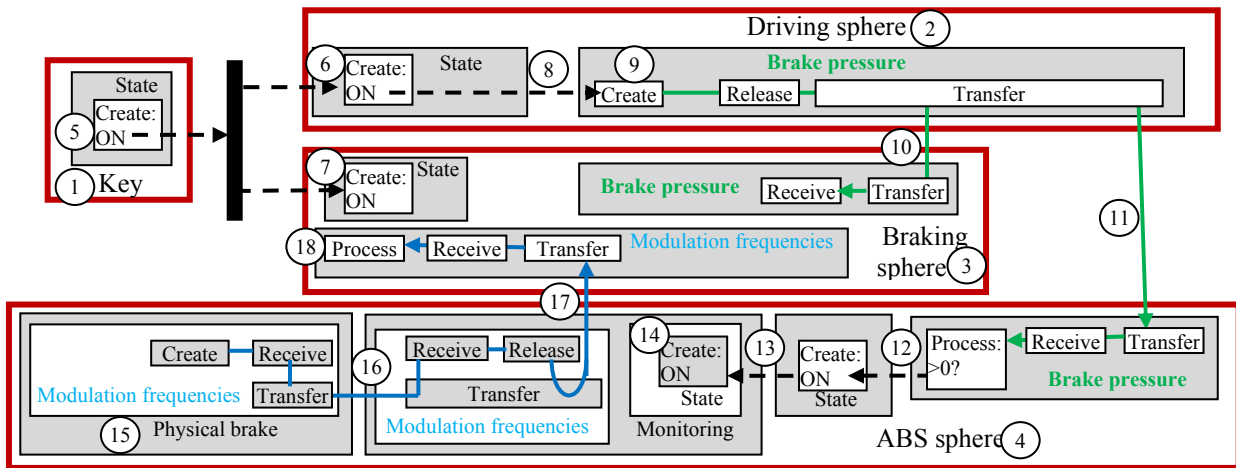 Driving sphere 2
6
Create:
ON
State
8
9
Brake pressure
Create
Release
Transfer
State
5
Create:
ON
1
Key
7
Create:
ON
State
10
Brake pressure
Receive
Transfer
11
18
Process
Receive
Transfer
Modulation frequencies
Braking
sphere 3
17
Create
Receive
Modulation frequencies
Transfer
15
Physical brake
16
Receive
Release
Transfer
Modulation frequencies
14
Create:
ON
State
Monitoring
13
Create:
ON
State
12
Process:
>0?
Receive
Transfer
Brake pressure
ABS sphere 4